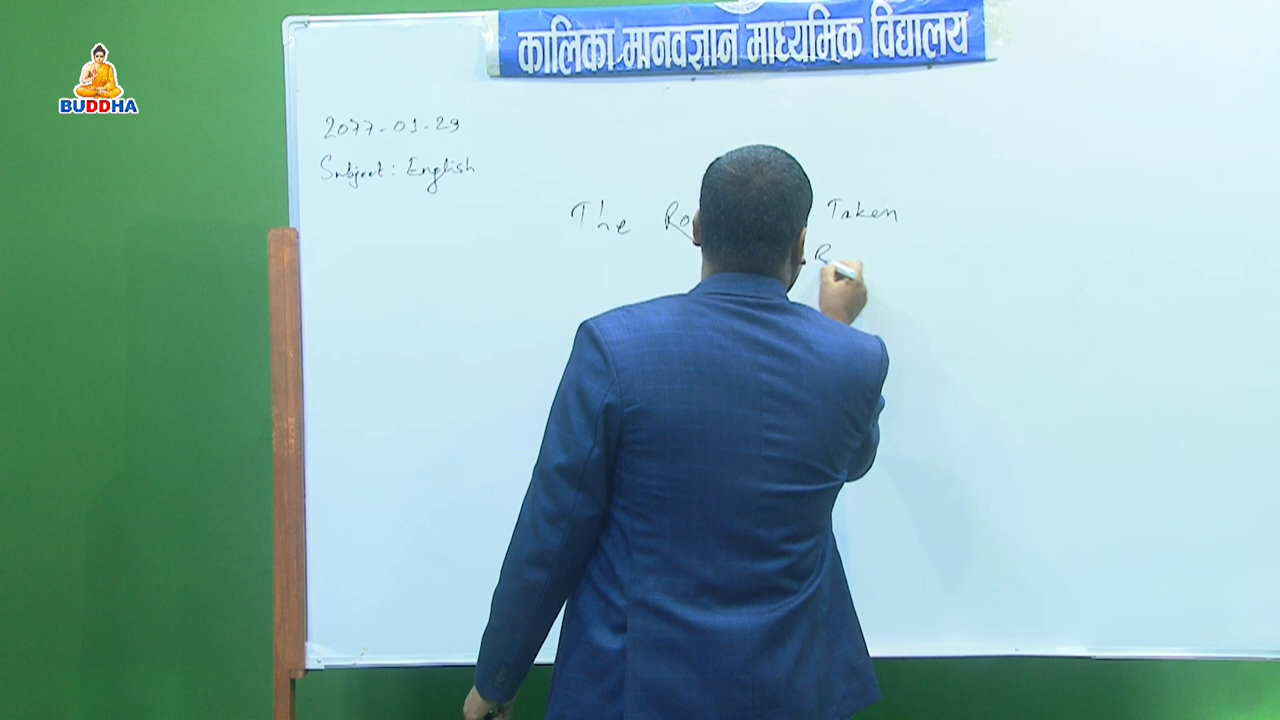 कालिका मानवज्ञान माध्यमिक विद्यालय
BUDDHA
2077-01-29
Subject: English
The Ro Taken
R